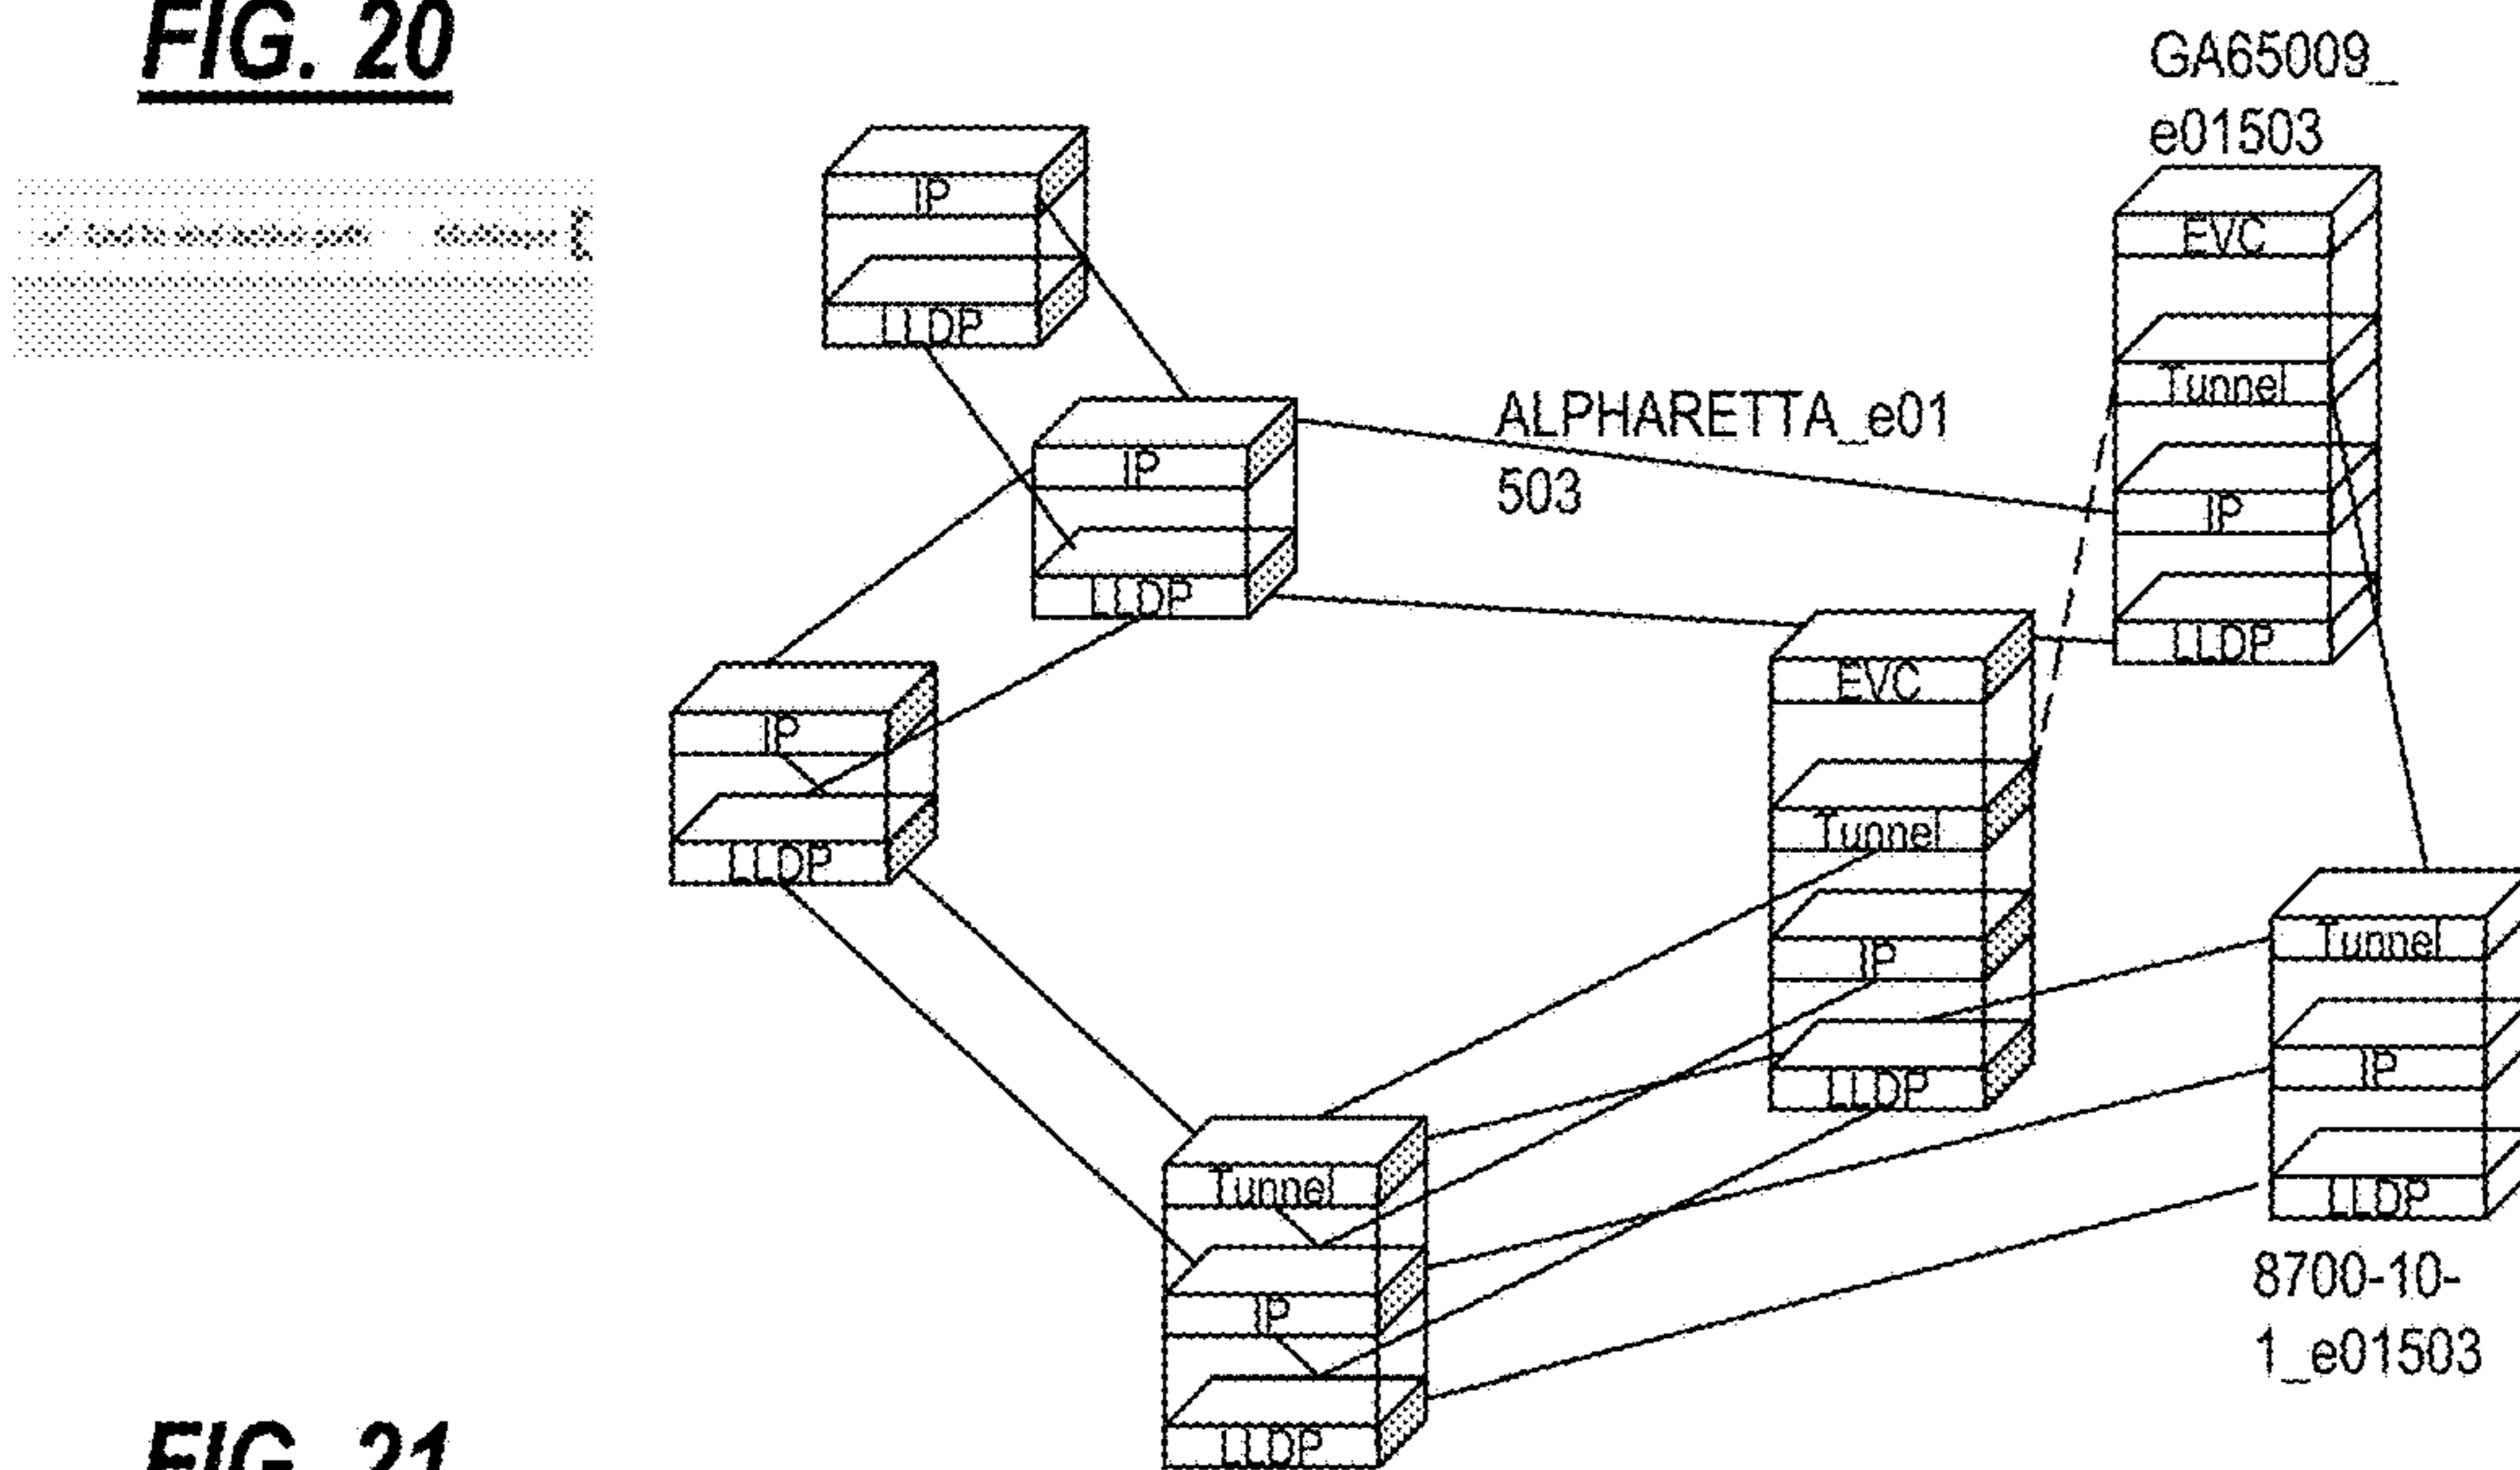 FIG. 20
GA65009_
e01503
IP
LLDP
EVC
Tunnel
IP
LLDP
ALPHARETTA_e01
503
IP
LLDP
IP
LLDP
EVC
Tunnel
IP
LLDP
Tunnel
IP
LLDP
8700-10-
1_e01503
Tunnel
IP
LLDP
FIG. 21